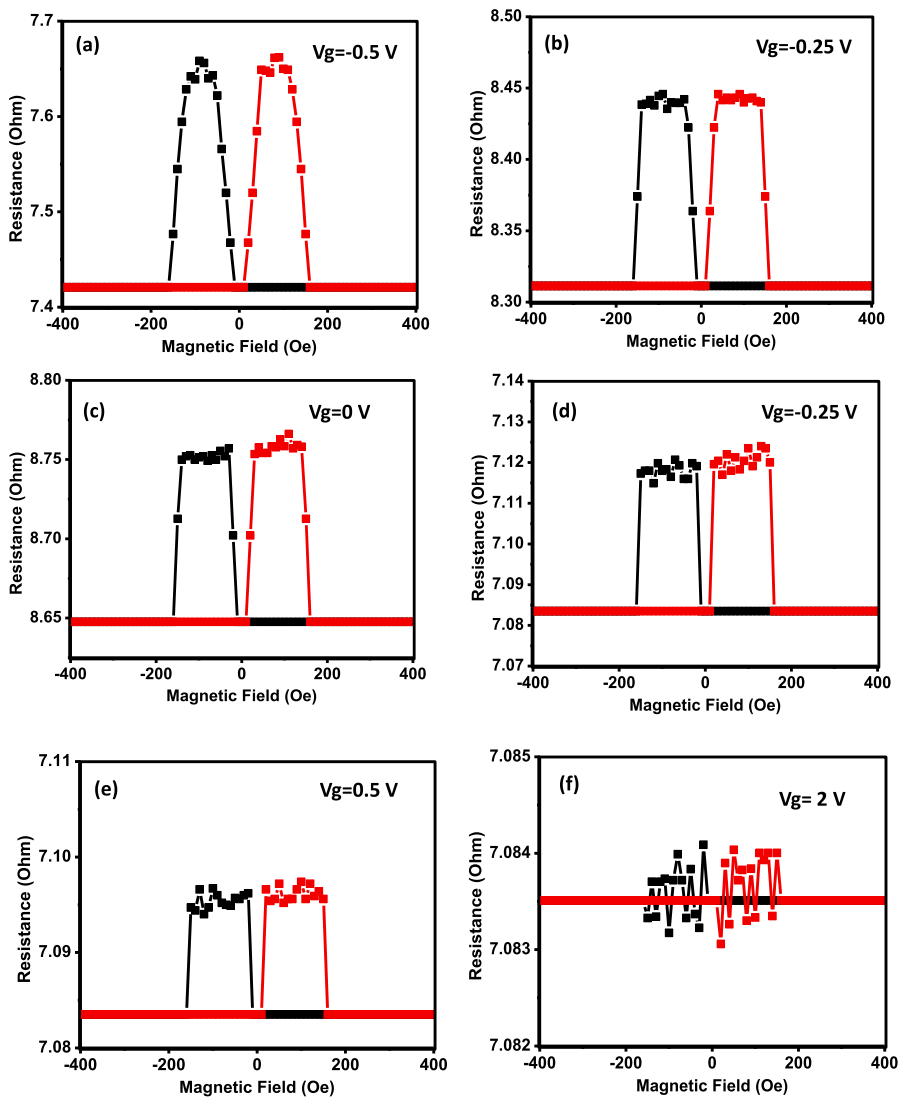 (a)
Vg=-0.5 V
7.7
7.6
7.5
7.4
Resistance (Ohm)
-400
-200
0
200
400
Magnetic Field (Oe)
(b)
Vg=-0.25 V
8.50
8.45
8.40
8.35
8.30
Resistance (Ohm)
-400
-200
0
200
400
Magnetic Field (Oe)
(c)
Vg=0 V
8.80
8.75
8.70
8.65
Resistance (Ohm)
-400
-200
0
200
400
Magnetic Field (Oe)
(d)
Vg=-0.25 V
7.14
7.13
7.12
7.11
7.10
7.09
7.08
7.07
Resistance (Ohm)
-400
-200
0
200
400
Magnetic Field (Oe)
(e)
Vg=0.5 V
7.11
7.10
7.09
7.08
Resistance (Ohm)
-400
-200
0
200
400
Magnetic Field (Oe)
(f)
Vg= 2 V
7.085
7.084
7.083
7.082
Resistance (Ohm)
-400
-200
0
200
400
Magnetic Field (Oe)